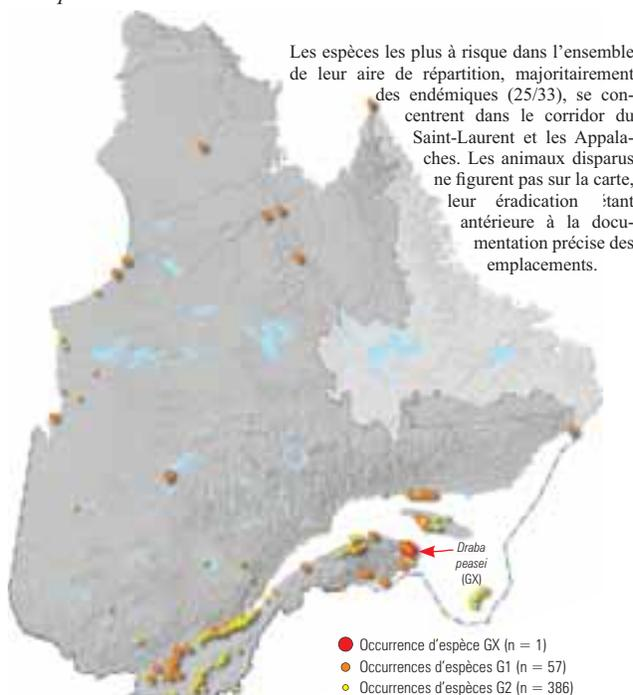 Les espèces les plus à risque dans l'ensemble
de leur aire de répartition, majoritairement
des endémiques (25/33), se con-
centrent dans le corridor du
Saint-Laurent et les Appala-
ches. Les animaux disparus
ne figurent pas sur la carte,
leur éradication étant
antérieure à la docu-
mentation précise des
emplacements.
Draba
peasei
(GX)
Occurrence d'espèce GX (n = 1)
Occurrences d'espèces G1 (n = 57)
Occurrences d'espèces G2 (n = 386)